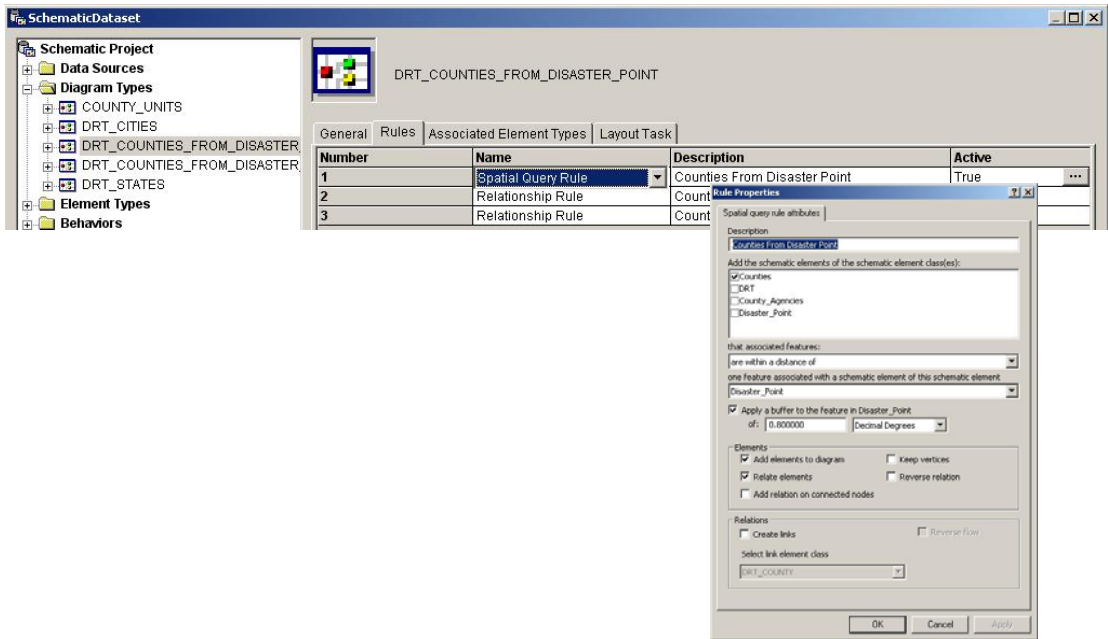 SchematicDataset
Schematic Project
Data Sources
Diagram Types
COUNTY_UNITS
DRT_CITIES
DRT_COUNTIES_FROM_DISASTER_
DRT_COUNTIES_FROM_DISASTER_
DRT_STATES
Element Types
Behaviors
DRT_COUNTIES_FROM_DISASTER_POINT
General Rules Associated Element Types Layout Task
Number Name Description Active
1 Spatial Query Rule Counties From Disaster Point True ...
2 Relationship Rule Count
3 Relationship Rule Count
Rule Properties
Spatial query rule attributes
Description
Counties From Disaster Point
Add the schematic elements of the schematic element class(es):
Counties
DRT
County_Agencies
Disaster_Point
that associated features:
are within a distance of
one feature associated with a schematic element of this schematic element
Disaster_Point
Apply a buffer to the feature in Disaster_Point
of: 0.800000 Decimal Degrees
Elements
Add elements to diagram Keep vertices
Relate elements Reverse relation
Add relation on connected nodes
Relations
Create links Reverse flow
Select link element class
DRT_COUNTY
OK Cancel Apply